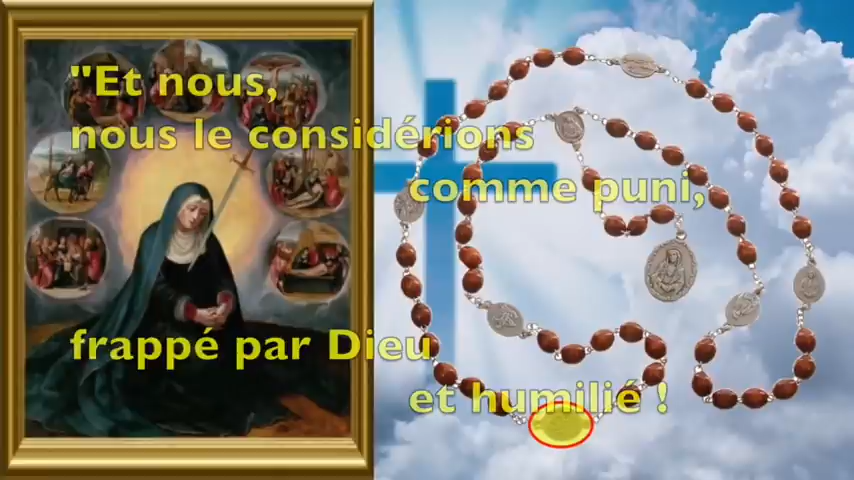 "Et nous,
nous le considérions
comme puni,
frappé par Dieu
et humilié !